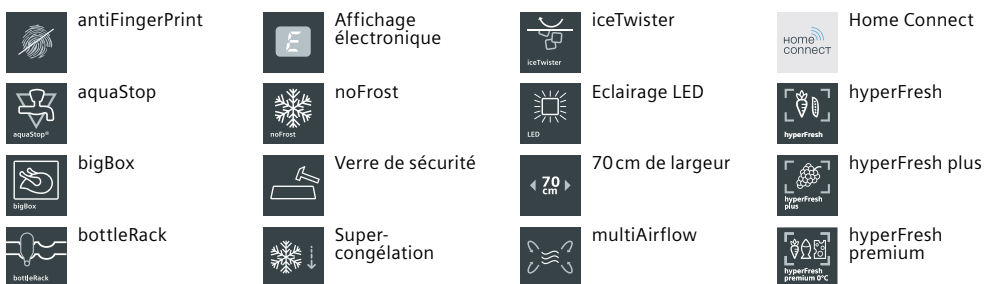 antiFingerPrint
aquaStop®
aquaStop
bigBox
bigBox
bottleRack
bottleRack
E
Affichage
électronique
noFrost
noFrost
Verre de sécurité
Super-
congélation
iceTwister
iceTwister
LED
Eclairage LED
70
cm
70 cm de largeur
multiAirflow
HOME
CONNECT
Home Connect
hyperFresh
hyperFresh
hyperFresh
plus
hyperFresh plus
hyperFresh
premium 0°C
hyperFresh
premium